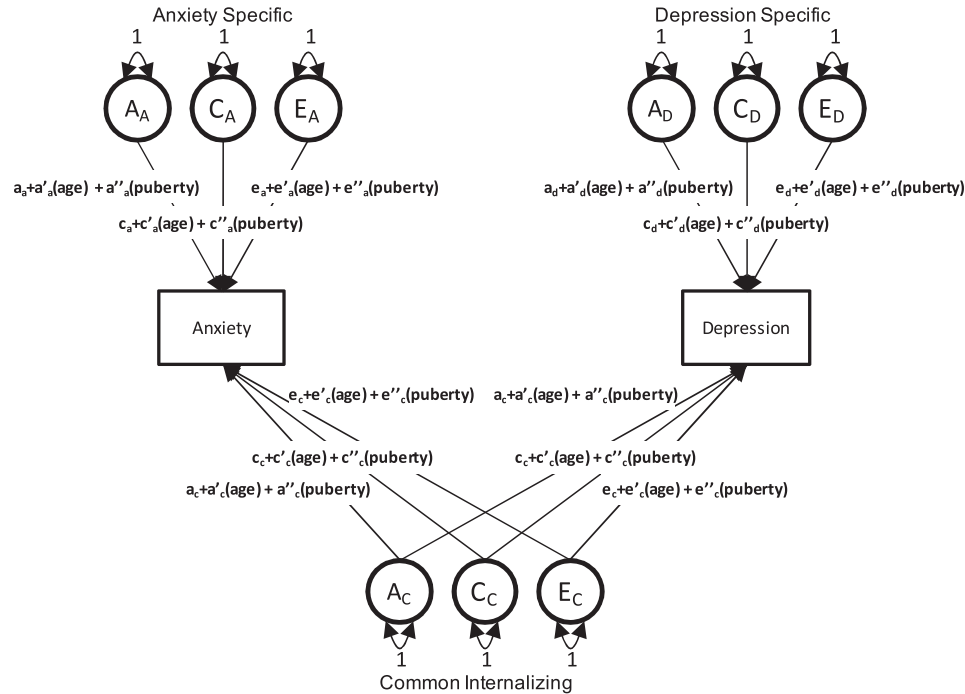 Anxiety Specific
Depression Specific
1 1 1
1 1 1
A_A C_A E_A
A_D C_D E_D
a_a+a′_a(age) + a′′_a(puberty)
e_a+e′_a(age) + e′′_a(puberty)
c_a+c′_a(age) + c′′_a(puberty)
a_d+a′_d(age) + a′′_d(puberty)
e_d+e′_d(age) + e′′_d(puberty)
c_d+c′_d(age) + c′′_d(puberty)
Anxiety
Depression
e_c+e′_c(age) + e′′_c(puberty)
a_c+a′_c(age) + a′′_c(puberty)
c_c+c′_c(age) + c′′_c(puberty)
c_c+c′_c(age) + c′′_c(puberty)
a_c+a′_c(age) + a′′_c(puberty)
e_c+e′_c(age) + e′′_c(puberty)
A_C C_C E_C
1 1 1
Common Internalizing